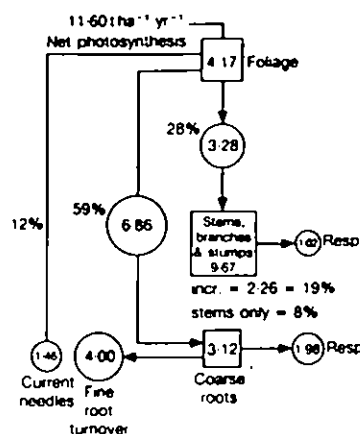 11·60 t ha⁻¹ yr⁻¹
Net photosynthesis
4·17
Foliage
28%
3·28
59%
6·86
12%
Stems,
branches
& stumps
9·67
1·02
Resp
incr. = 2·26 = 19%
stems only = 8%
1·46
4·00
3·12
1·98
Resp
Current
needles
Fine
root
turnover
Coarse
roots